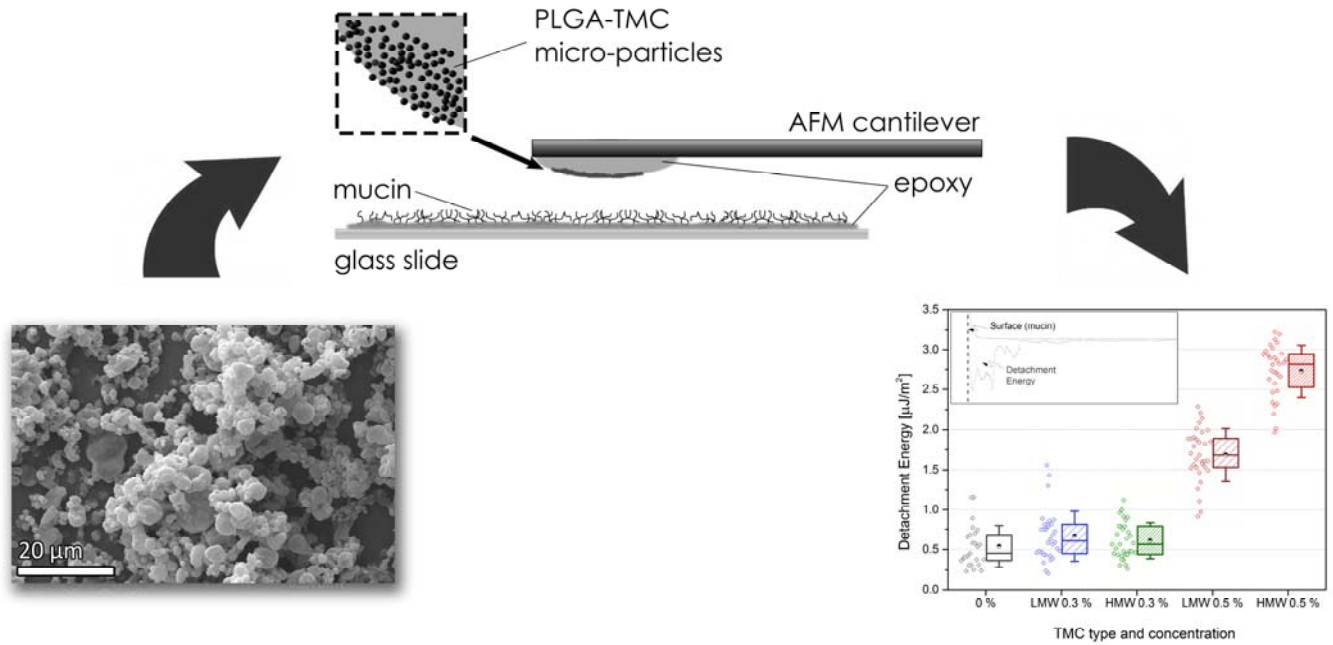 PLGA-TMC
micro-particles
AFM cantilever
mucin
epoxy
glass slide
20 µm
3.5
3.0
2.5
2.0
1.5
1.0
0.5
0.0
Detachment Energy [µJ/m²]
Surface (mucin)
Detachment
Energy
0 %
LMW 0.3 %
HMW 0.3 %
LMW 0.5 %
HMW 0.5 %
TMC type and concentration